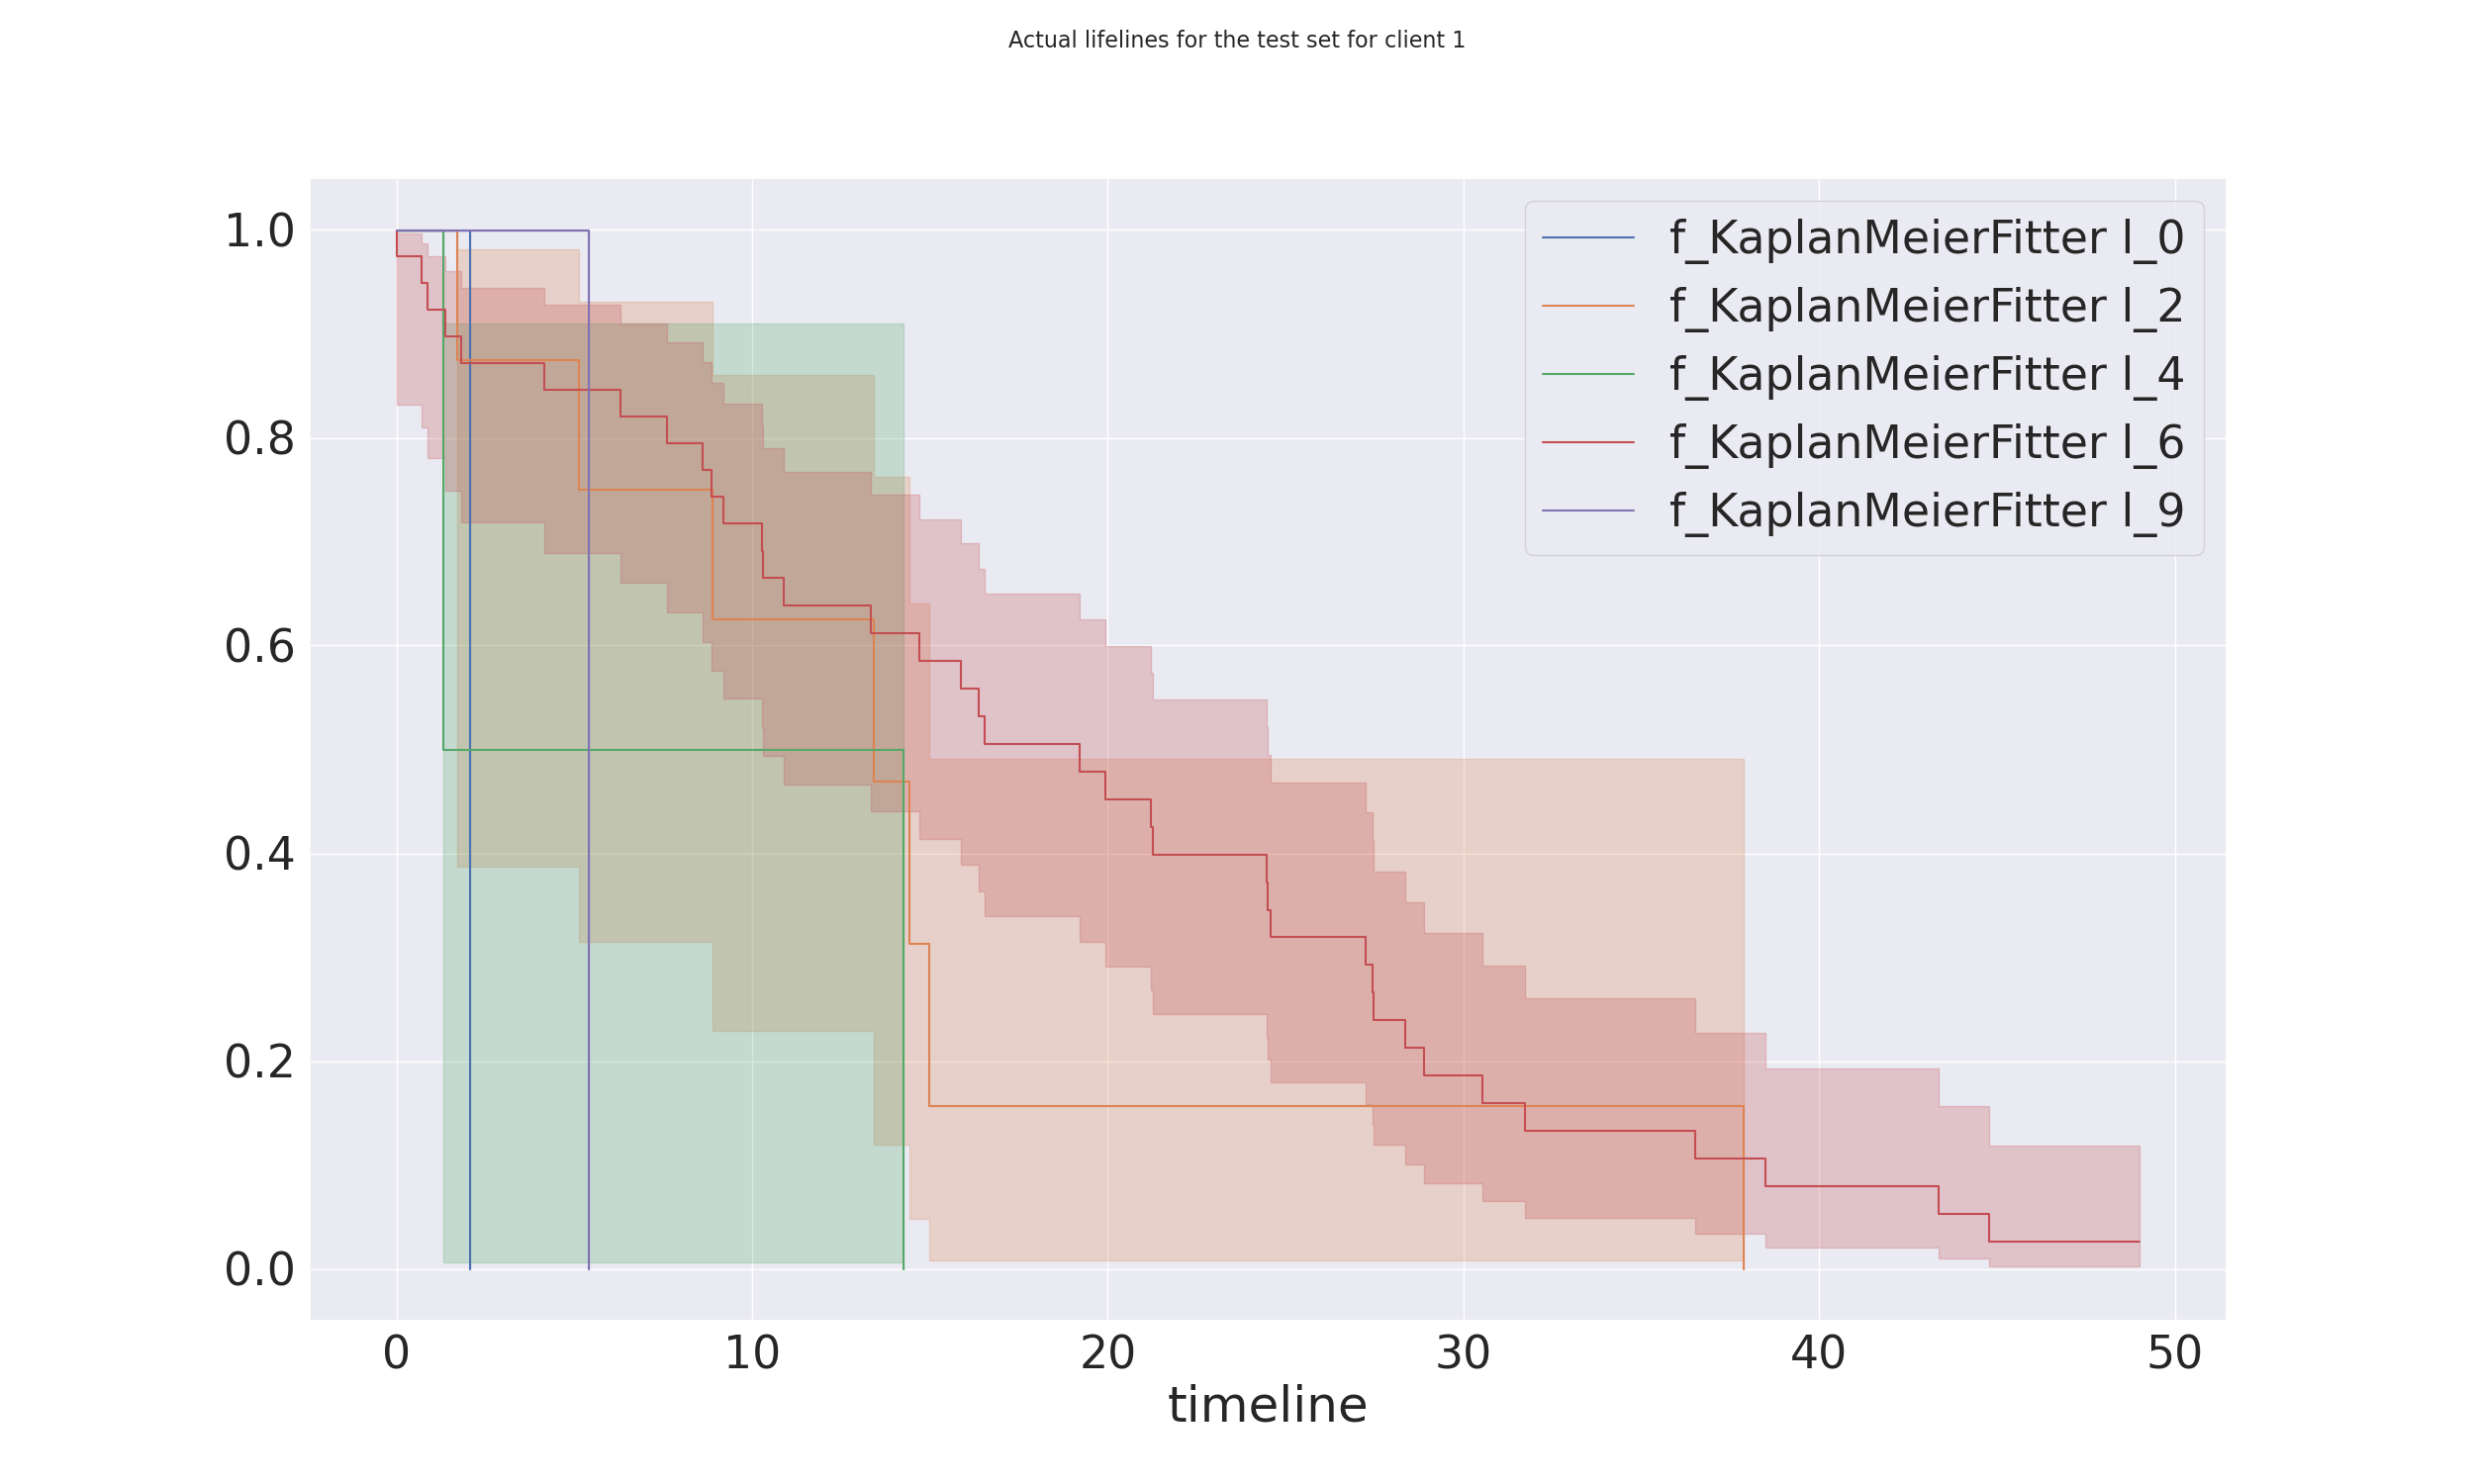 Actual lifelines for the test set for client 1
1.0
0.8
0.6
0.4
0.2
0.0
f_KaplanMeierFitter l_0
f_KaplanMeierFitter l_2
f_KaplanMeierFitter l_4
f_KaplanMeierFitter l_6
f_KaplanMeierFitter l_9
0 10 20 30 40 50
timeline